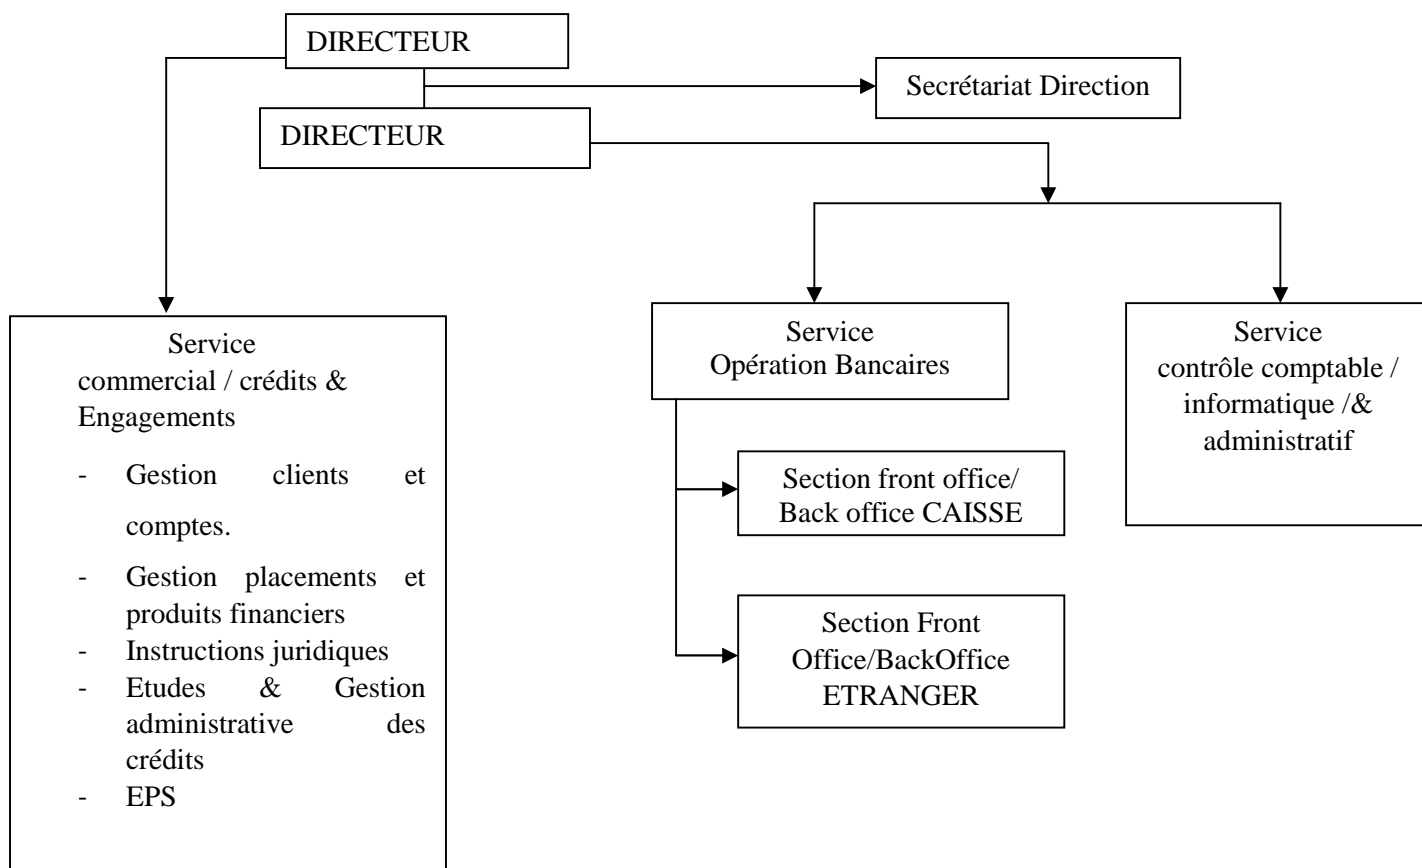 DIRECTEUR
Secrétariat Direction
DIRECTEUR
Service
commercial / crédits &
Engagements
- Gestion clients et
comptes.
- Gestion placements et
produits financiers
- Instructions juridiques
- Etudes & Gestion
administrative des
crédits
- EPS
Service
Opération Bancaires
Section front office/
Back office CAISSE
Section Front
Office/BackOffice
ETRANGER
Service
contrôle comptable /
informatique /&
administratif